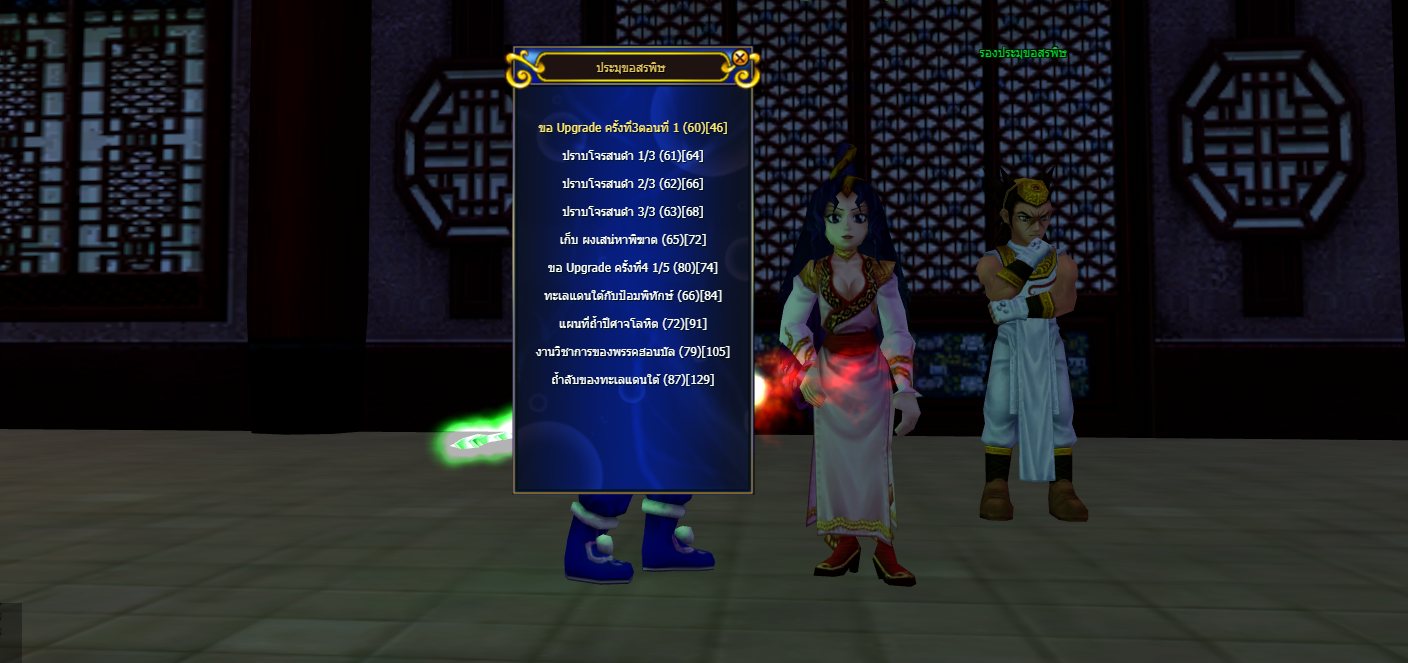 ประมุขอสรพิษ
รองประมุขอสรพิษ
ขอ Upgrade ครั้งที่3ตอนที่ 1 (60)[46]
ปราบโจรสนดำ 1/3 (61)[64]
ปราบโจรสนดำ 2/3 (62)[66]
ปราบโจรสนดำ 3/3 (63)[68]
เก็บ ผงเสน่หาพิฆาต (65)[72]
ขอ Upgrade ครั้งที่4 1/5 (80)[74]
ทะเลแดนใต้กับป้อมพิทักษ์ (66)[84]
แผนที่ถ้ำปีศาจโลหิต (72)[91]
งานวิชาการของพรรคสอนบัด (79)[105]
ถ้ำลับของทะเลแดนใต้ (87)[129]